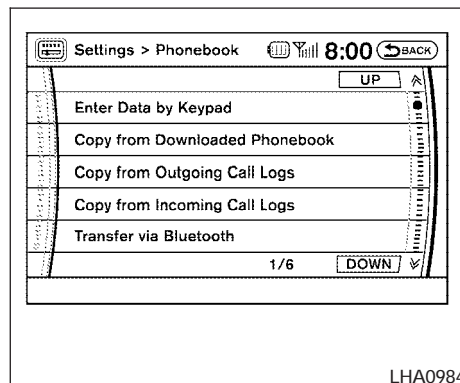 Settings > Phonebook 8:00 BACK
UP
Enter Data by Keypad
Copy from Downloaded Phonebook
Copy from Outgoing Call Logs
Copy from Incoming Call Logs
Transfer via Bluetooth
1/6 DOWN
LHA0984